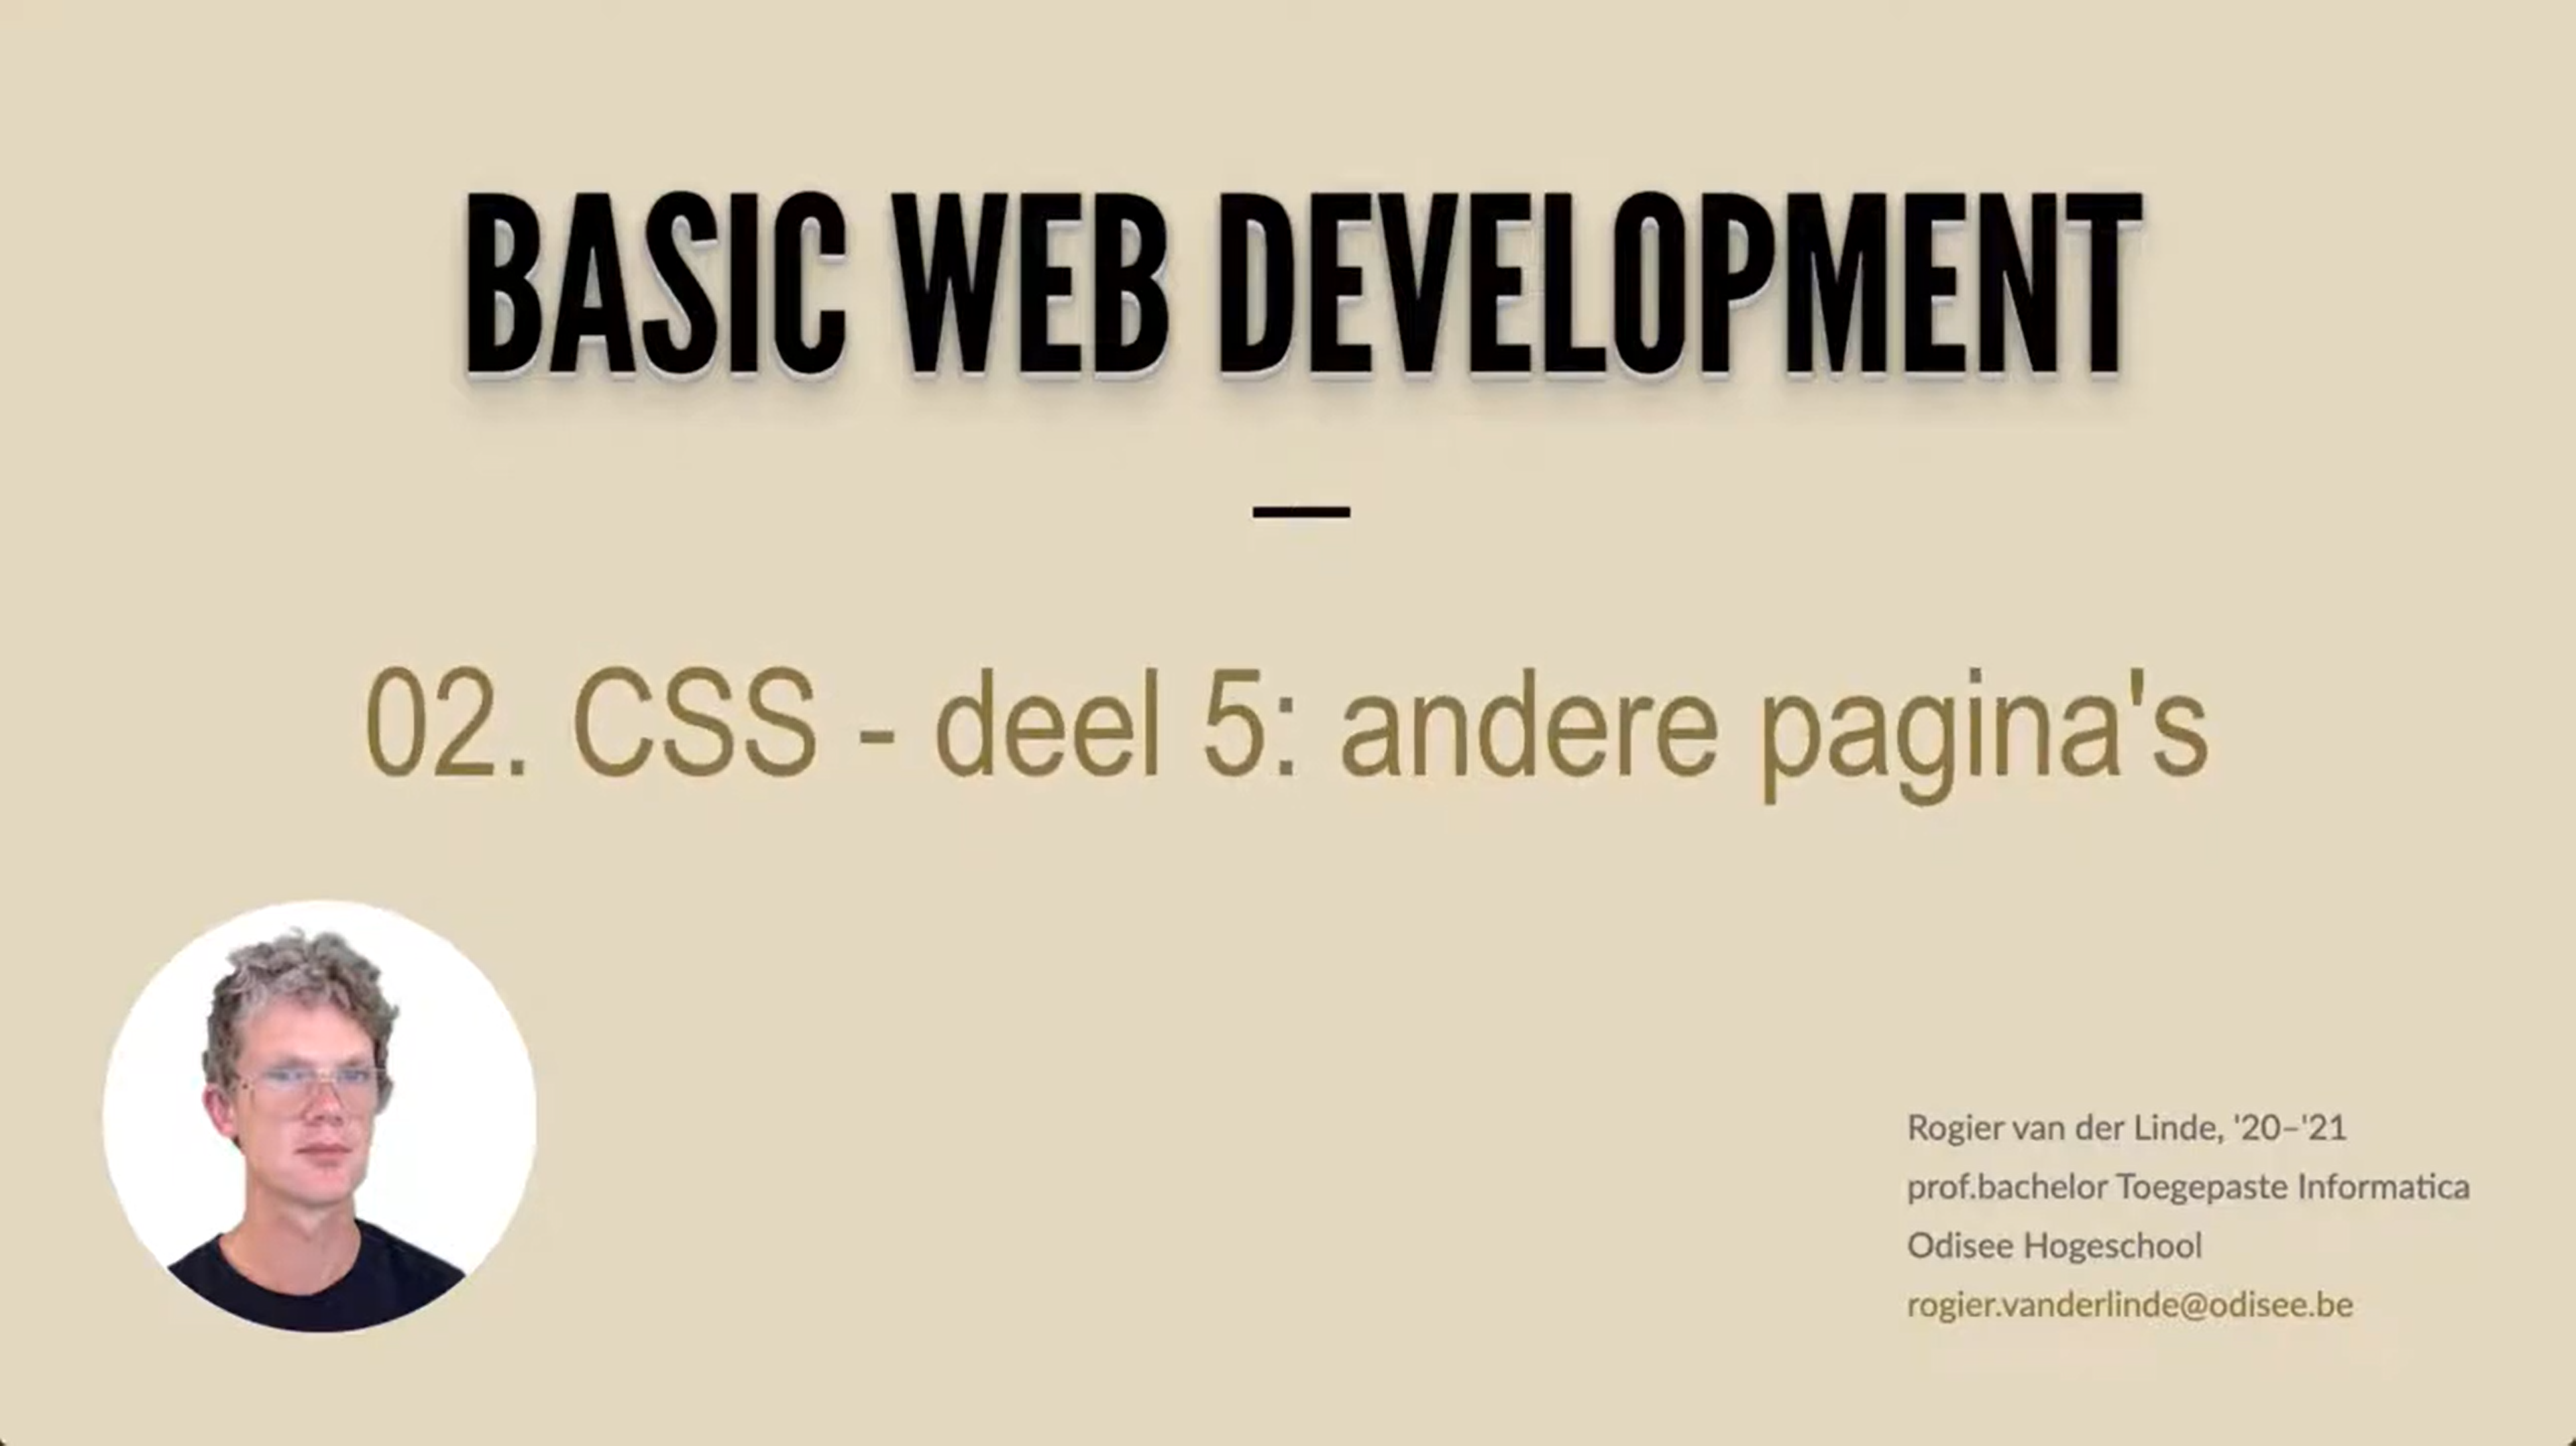 BASIC WEB DEVELOPMENT
02. CSS - deel 5: andere pagina's
Rogier van der Linde, '20–'21
prof.bachelor Toegepaste Informatica
Odisee Hogeschool
rogier.vanderlinde@odisee.be